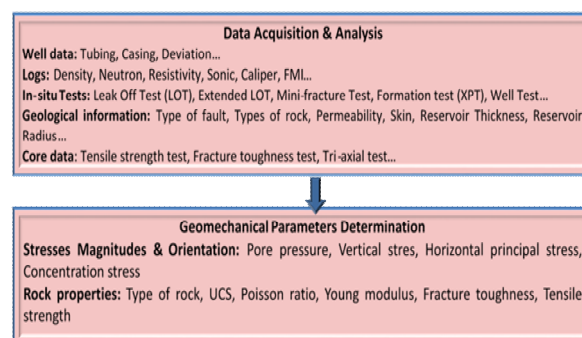 Data Acquisition & Analysis
Well data: Tubing, Casing, Deviation...
Logs: Density, Neutron, Resistivity, Sonic, Caliper, FMI...
In-situ Tests: Leak Off Test (LOT), Extended LOT, Mini-fracture Test, Formation test (XPT), Well Test...
Geological information: Type of fault, Types of rock, Permeability, Skin, Reservoir Thickness, Reservoir
Radius...
Core data: Tensile strength test, Fracture toughness test, Tri-axial test...
Geomechanical Parameters Determination
Stresses Magnitudes & Orientation: Pore pressure, Vertical stres, Horizontal principal stress,
Concentration stress
Rock properties: Type of rock, UCS, Poisson ratio, Young modulus, Fracture toughness, Tensile
strength